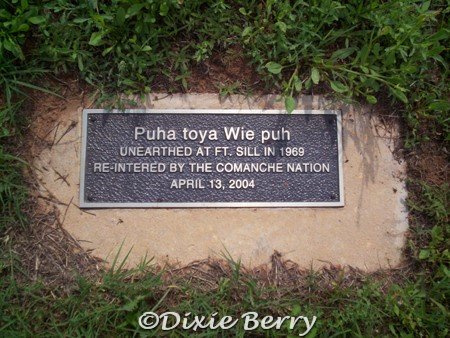 Puha toya Wie puh
UNEARTHED AT FT. SILL IN 1969
RE-INTERED BY THE COMANCHE NATION
APRIL 13, 2004
©Dixie Berry